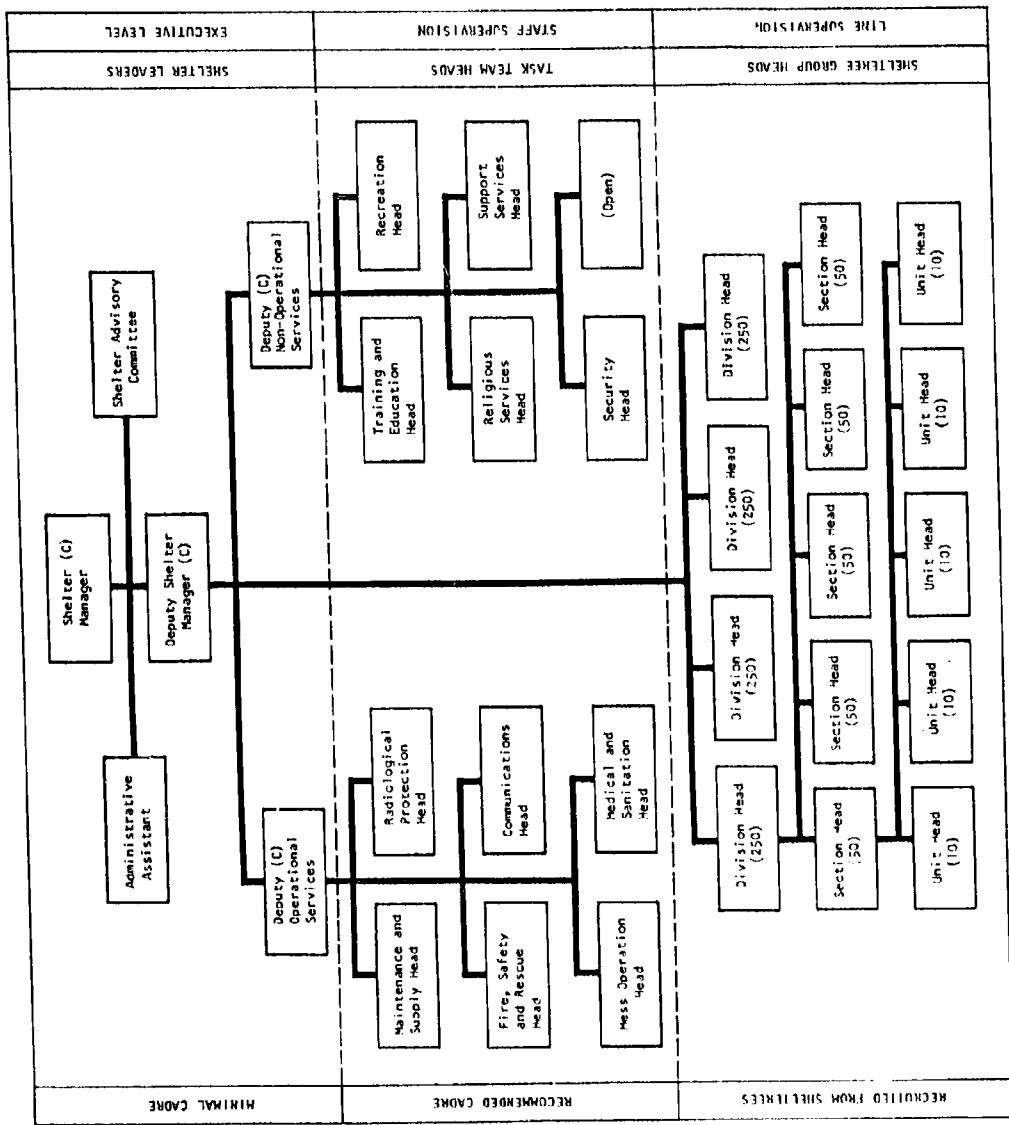 EXECUTIVE LEVEL
STAFF SUPERVISION
LINE SUPERVISION
SHELTER LEADERS
TASK TEAM HEADS
SHELTEREE GROUP HEADS
Shelter (C)
Manager
Administrative
Assistant
Shelter Advisory
Committee
Deputy Shelter
Manager (C)
Deputy (C)
Operational
Services
Deputy (C)
Non-Operational
Services
Maintenance and
Supply Head
Radiological
Protection
Head
Training and
Education
Head
Recreation
Head
Fire, Safety
and Rescue
Head
Communications
Head
Religious
Services
Head
Support
Services
Head
Mess Operation
Head
Medical and
Sanitation
Head
Security
Head
(Open)
Division Head
(250)
Division Head
(250)
Division Head
(250)
Division Head
(250)
Section Head
(50)
Section Head
(50)
Section Head
(50)
Section Head
(50)
Section Head
(50)
Unit Head
(10)
Unit Head
(10)
Unit Head
(10)
Unit Head
(10)
Unit Head
(10)
MINIMAL CADRE
RECOMMENDED CADRE
RECRUITED FROM SHELTEREES